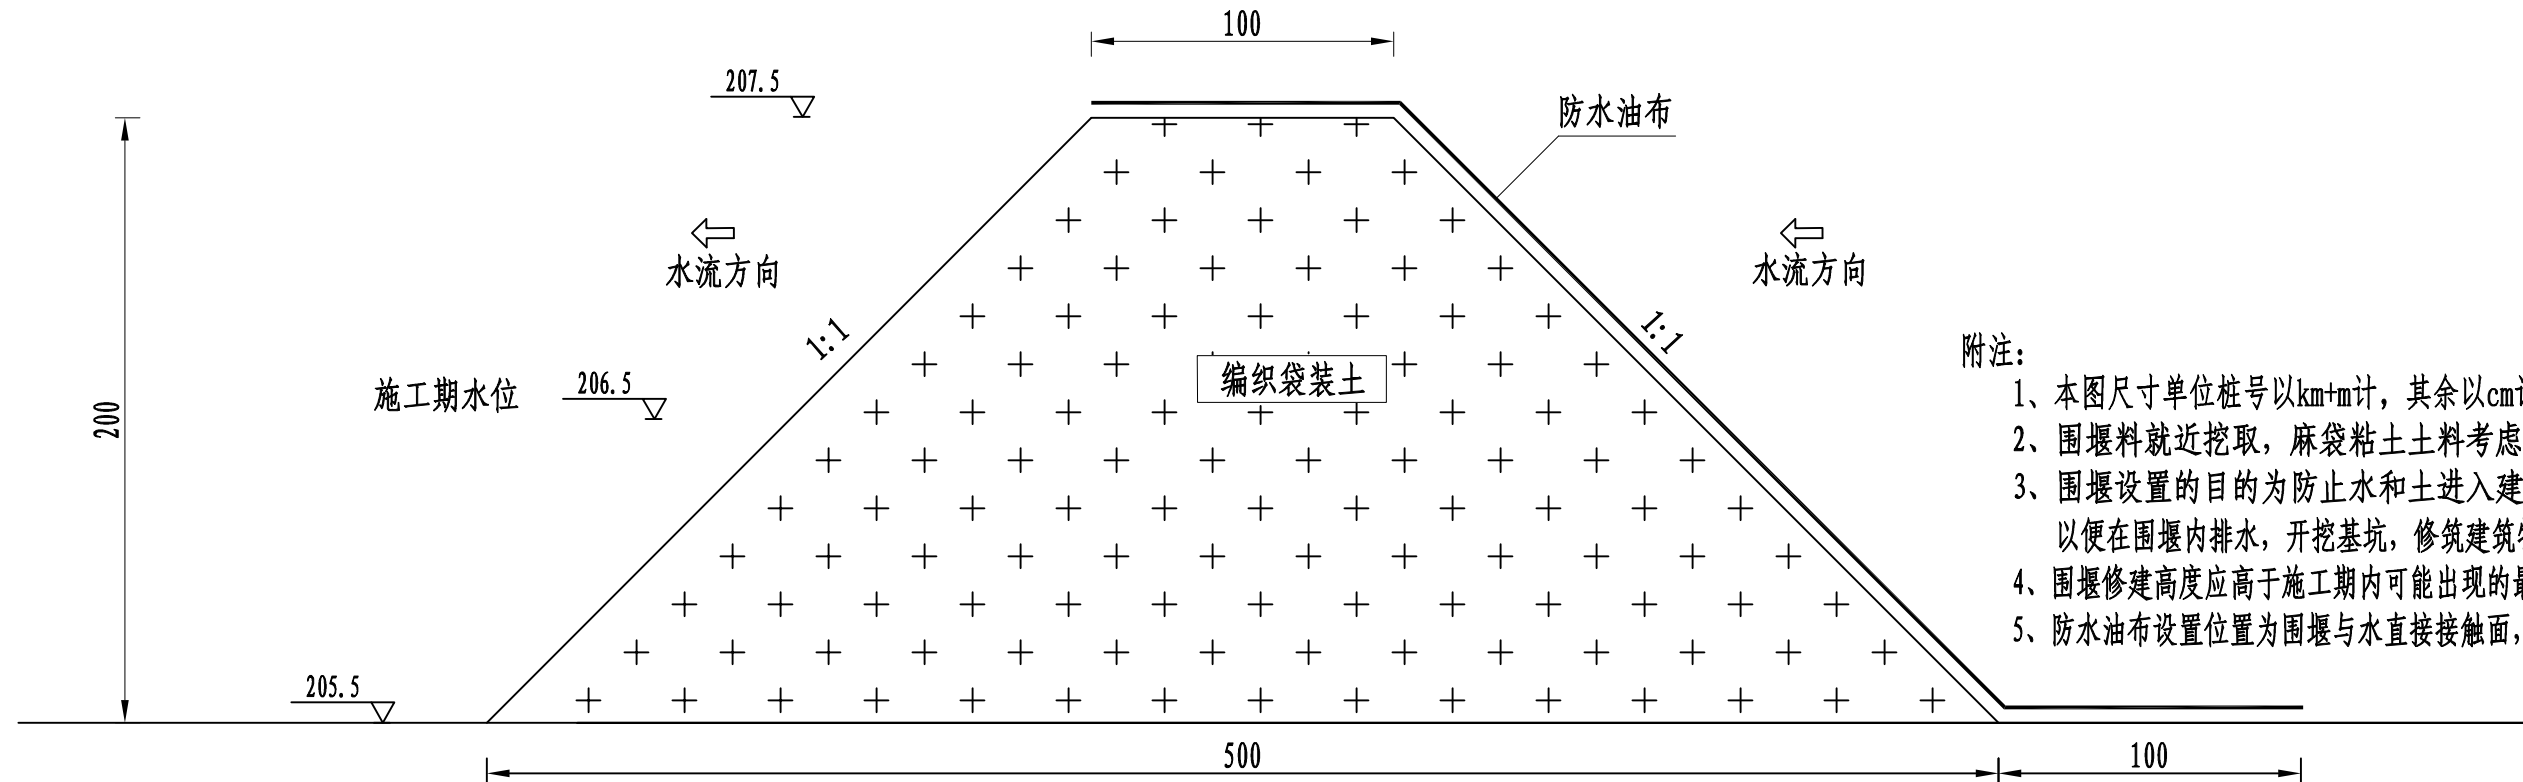 100
207.5
防水油布
水流方向
水流方向
1:1
1:1
编织袋装土
施工期水位
206.5
200
205.5
500
100
附注：
1、本图尺寸单位桩号以km+m计，其余以cm计
2、围堰料就近挖取，麻袋粘土土料考虑
3、围堰设置的目的为防止水和土进入建
以便在围堰内排水，开挖基坑，修筑建筑物
4、围堰修建高度应高于施工期内可能出现的最
5、防水油布设置位置为围堰与水直接接触面，